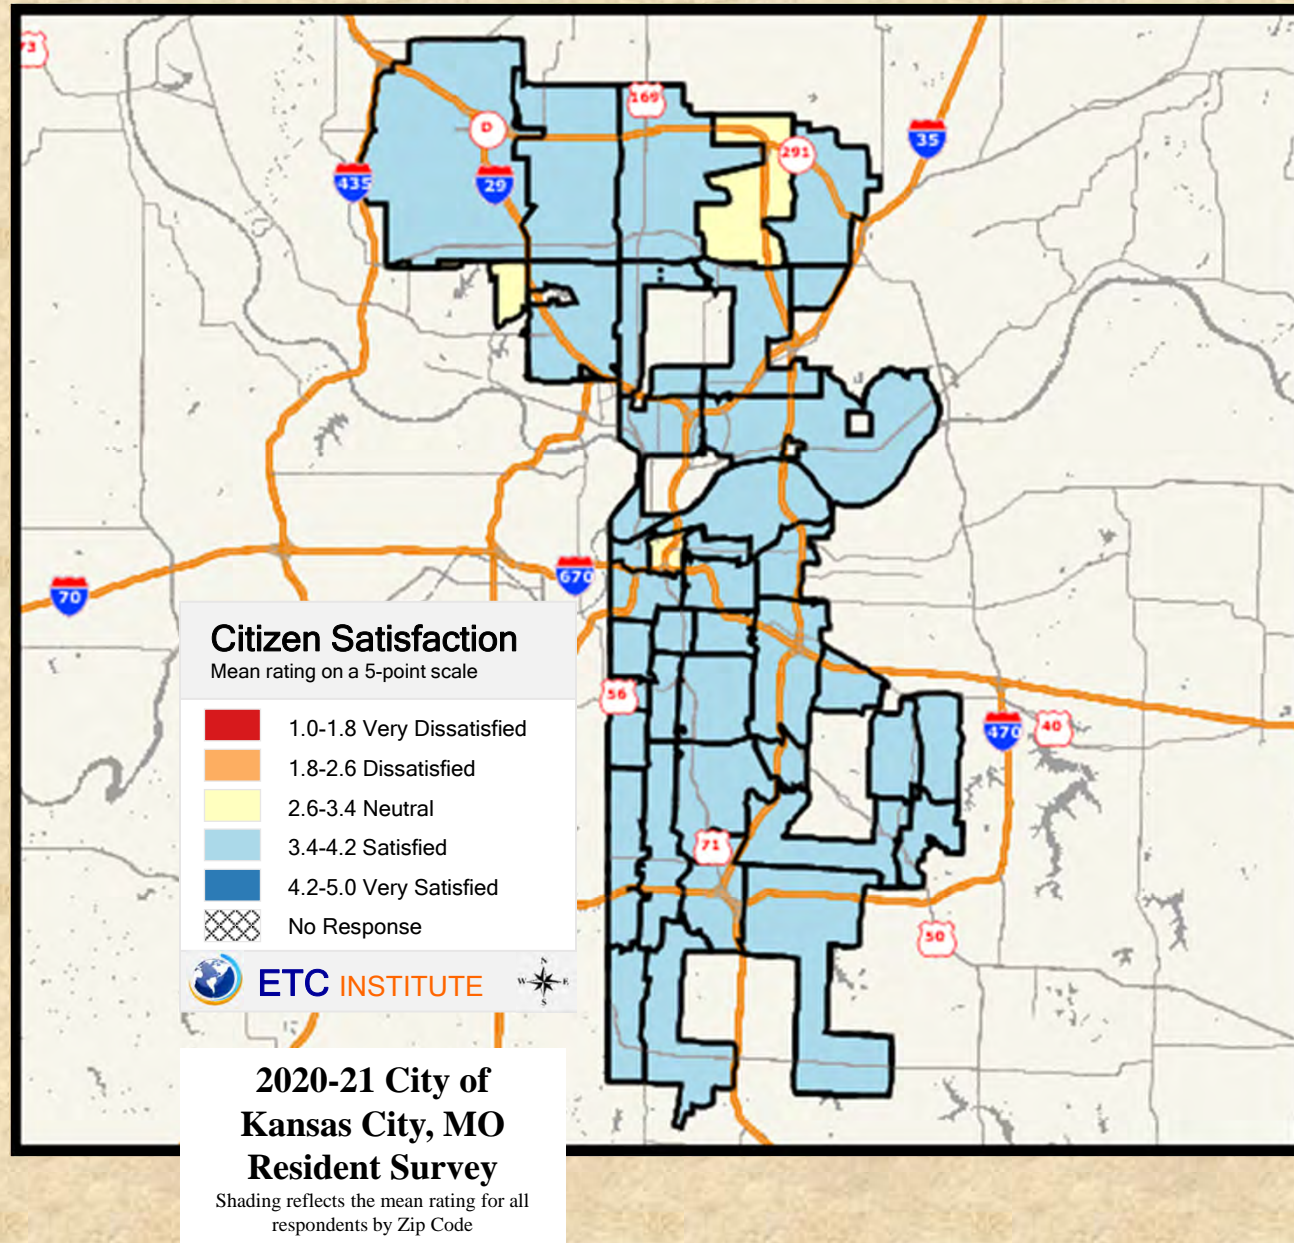 73
169
D
291
35
435
29
70
670
56
470
40
71
50
Citizen Satisfaction
Mean rating on a 5-point scale
1.0-1.8 Very Dissatisfied
1.8-2.6 Dissatisfied
2.6-3.4 Neutral
3.4-4.2 Satisfied
4.2-5.0 Very Satisfied
No Response
ETC INSTITUTE
N
W E
S
2020-21 City of
Kansas City, MO
Resident Survey
Shading reflects the mean rating for all
respondents by Zip Code